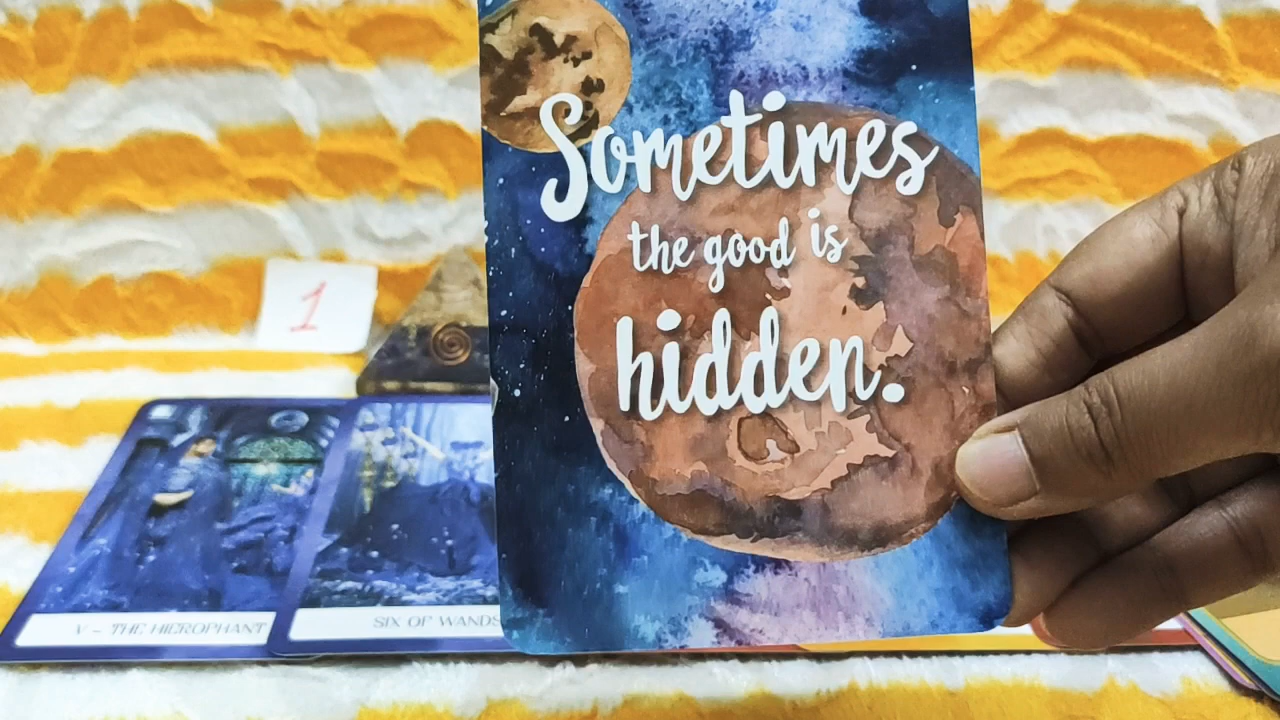 Sometimes
the good is
hidden.
1
V ~ THE HIEROPHANT
SIX OF WANDS